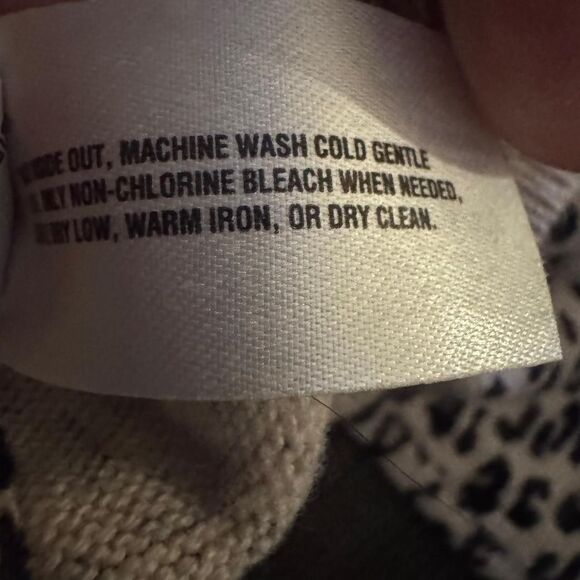 OUT, MACHINE WASH COLD GENTLE
NON-CHLORINE BLEACH WHEN NEEDED,
LOW, WARM IRON, OR DRY CLEAN.